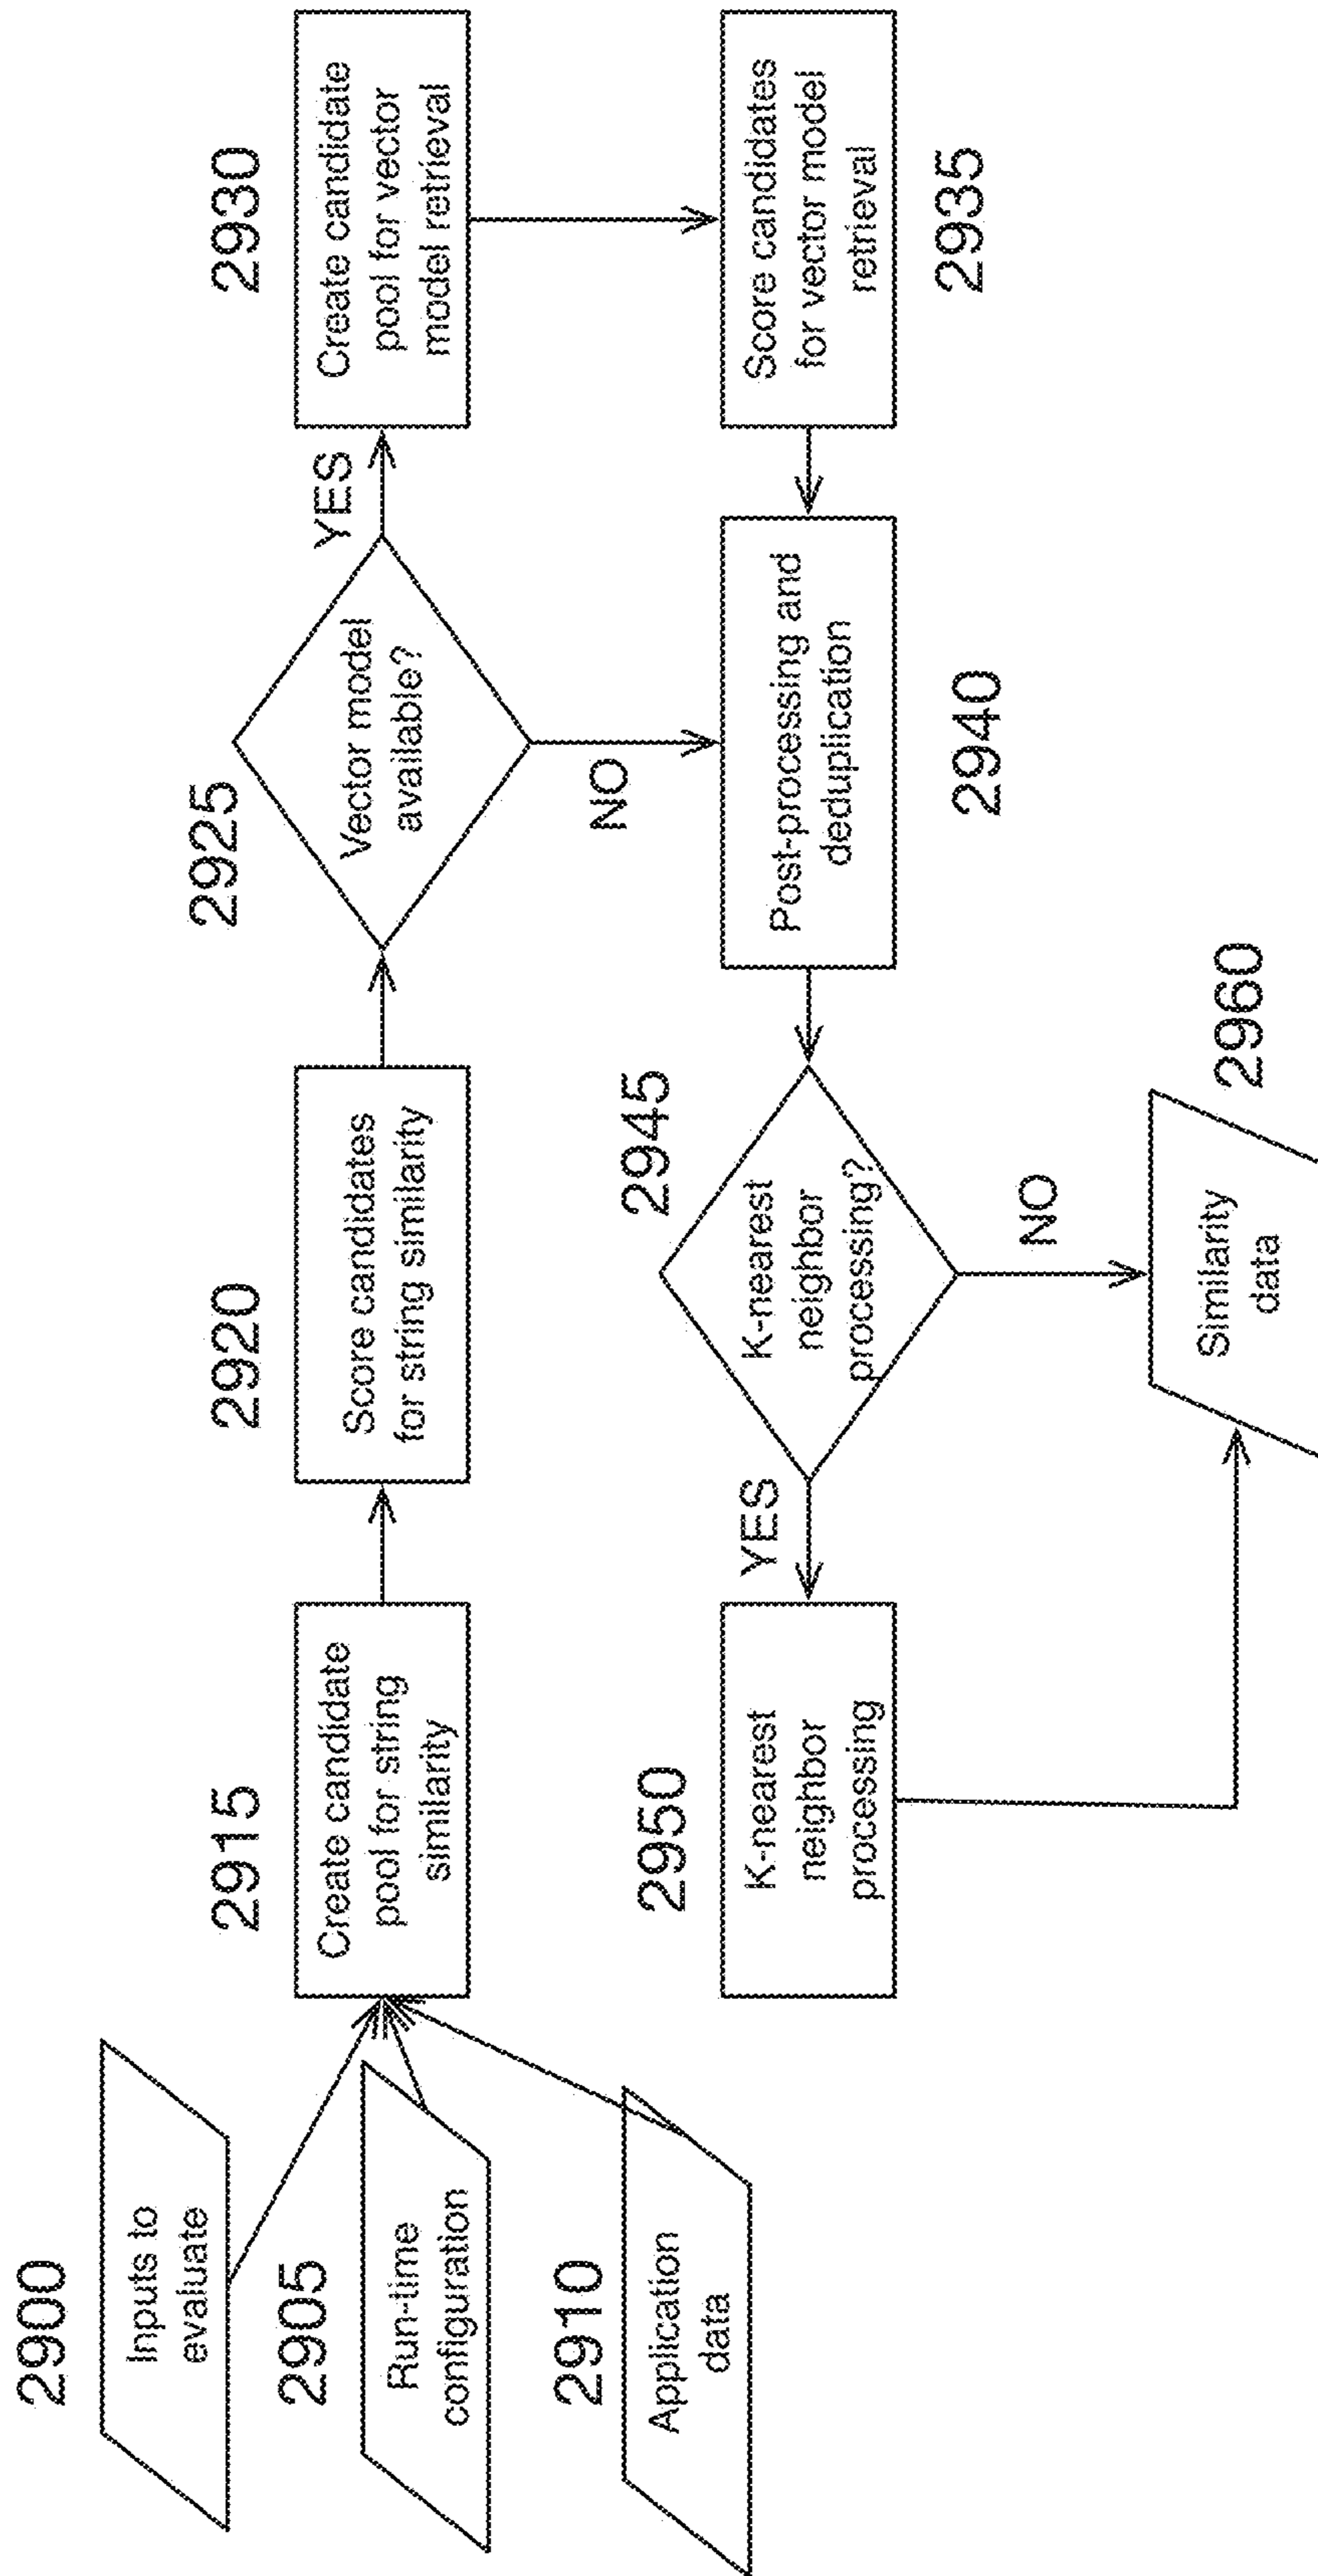 2900
Inputs to
evaluate
2905
Run-time
configuration
2910
Application
data
2915
Create candidate
pool for string
similarity
2920
Score candidates
for string similarity
2925
Vector model
available?
YES
NO
2930
Create candidate
pool for vector
model retrieval
Score candidates
for vector model
retrieval
2935
Post-processing and
deduplication
2940
2945
K-nearest
neighbor
processing?
YES
NO
2950
K-nearest
neighbor
processing
2960
Similarity
data